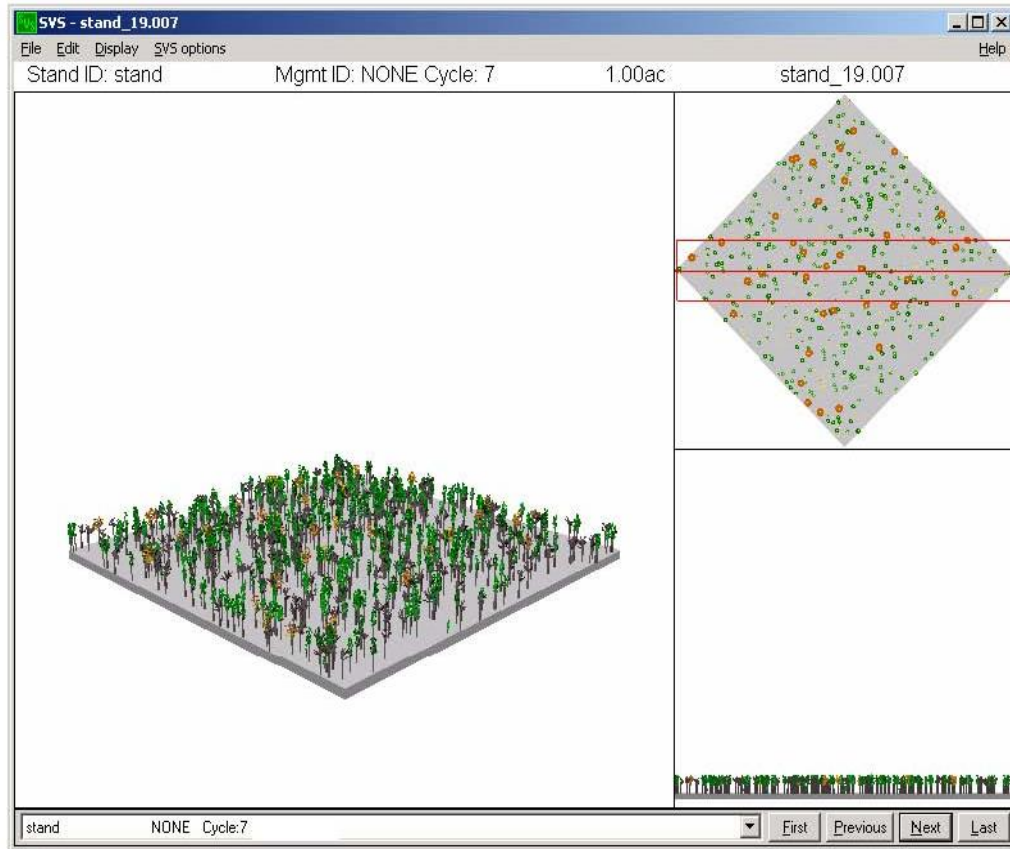 SVS - stand_19.007
File Edit Display SVS options Help
Stand ID: stand Mgmt ID: NONE Cycle: 7 1.00ac stand_19.007
stand NONE Cycle:7 First Previous Next Last